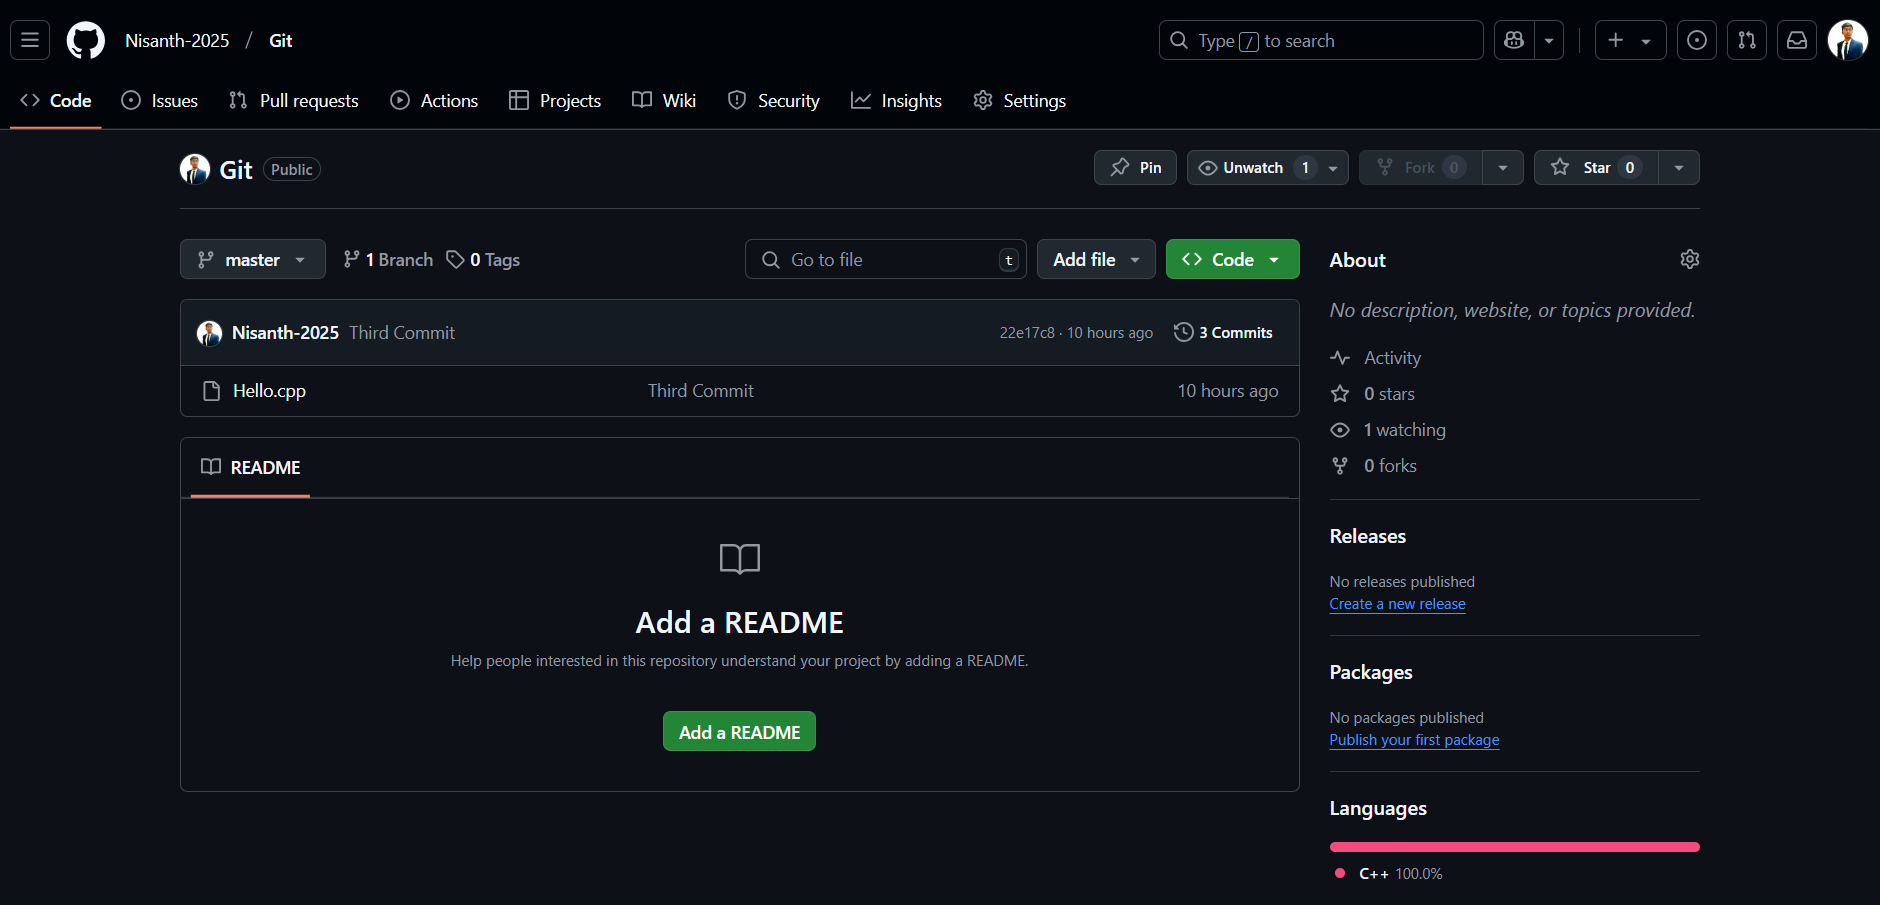 Nisanth-2025 / Git
Type / to search
Code Issues Pull requests Actions Projects Wiki Security Insights Settings
Git Public
Pin Unwatch 1 Fork 0 Star 0
master 1 Branch 0 Tags Go to file t Add file Code
Nisanth-2025 Third Commit 22e17c8 · 10 hours ago 3 Commits
Hello.cpp Third Commit 10 hours ago
README
Add a README
Help people interested in this repository understand your project by adding a README.
Add a README
About
No description, website, or topics provided.
Activity
0 stars
1 watching
0 forks
Releases
No releases published
Create a new release
Packages
No packages published
Publish your first package
Languages
C++ 100.0%